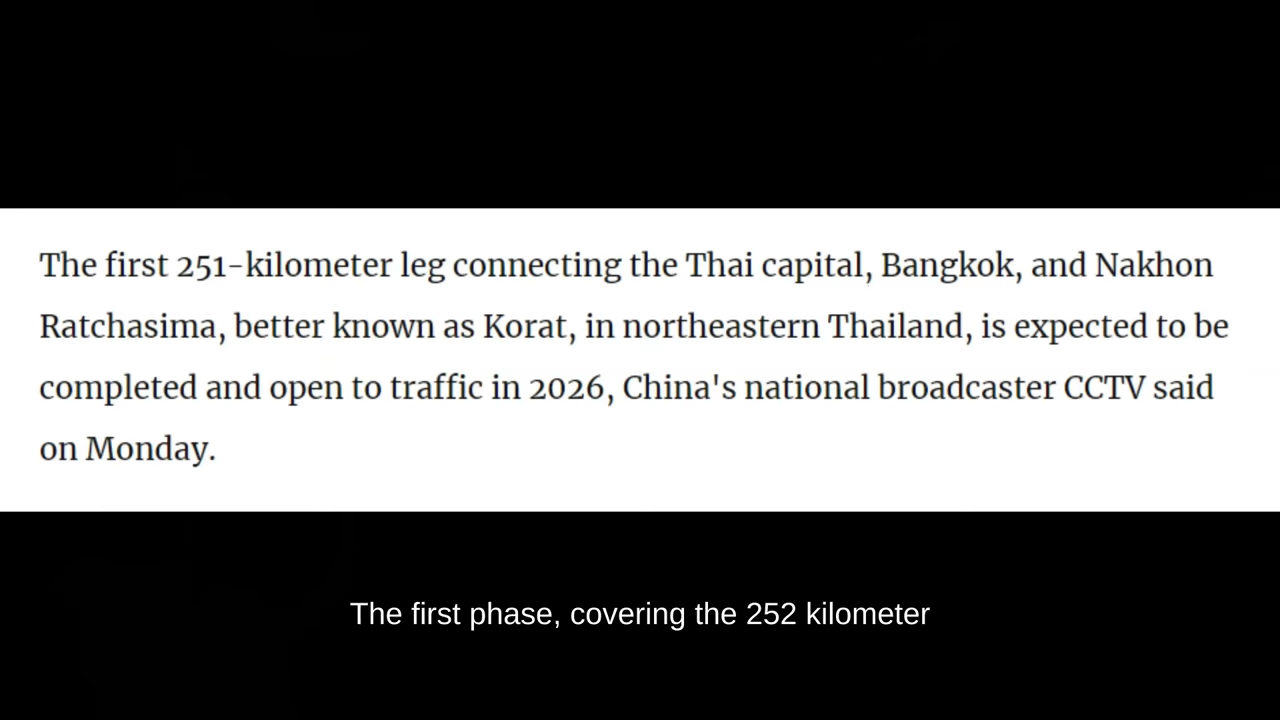 The first 251-kilometer leg connecting the Thai capital, Bangkok, and Nakhon
Ratchasima, better known as Korat, in northeastern Thailand, is expected to be
completed and open to traffic in 2026, China's national broadcaster CCTV said
on Monday.
The first phase, covering the 252 kilometer